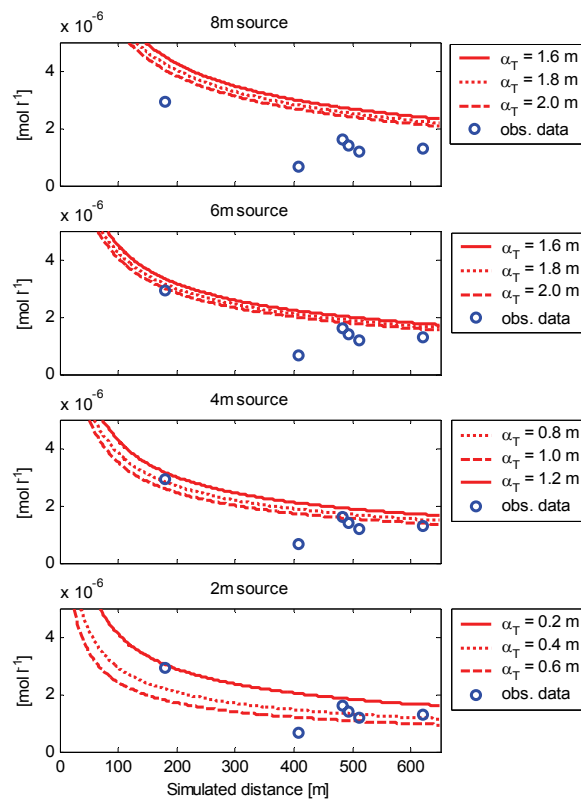 8m source
x 10^-6
4
2
0
[mol l^-1]
α_T = 1.6 m
α_T = 1.8 m
α_T = 2.0 m
obs. data
6m source
x 10^-6
4
2
0
[mol l^-1]
α_T = 1.6 m
α_T = 1.8 m
α_T = 2.0 m
obs. data
4m source
x 10^-6
4
2
0
[mol l^-1]
α_T = 0.8 m
α_T = 1.0 m
α_T = 1.2 m
obs. data
2m source
x 10^-6
4
2
0
[mol l^-1]
α_T = 0.2 m
α_T = 0.4 m
α_T = 0.6 m
obs. data
0 100 200 300 400 500 600
Simulated distance [m]